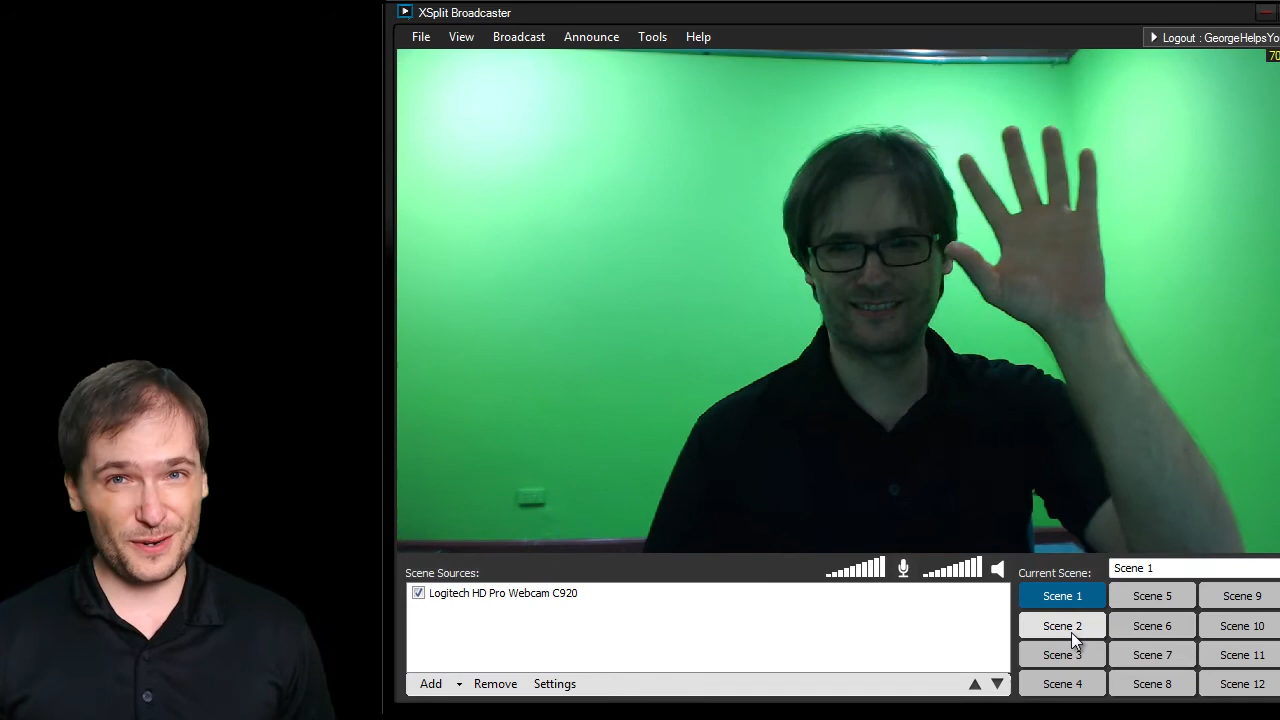 XSplit Broadcaster
File View Broadcast Announce Tools Help
Logout : GeorgeHelpsYo
70
Scene Sources:
Current Scene: Scene 1
Logitech HD Pro Webcam C920
Scene 1 Scene 5 Scene 9
Scene 2 Scene 6 Scene 10
Scene 3 Scene 7 Scene 11
Scene 4 Scene 8 Scene 12
Add Remove Settings